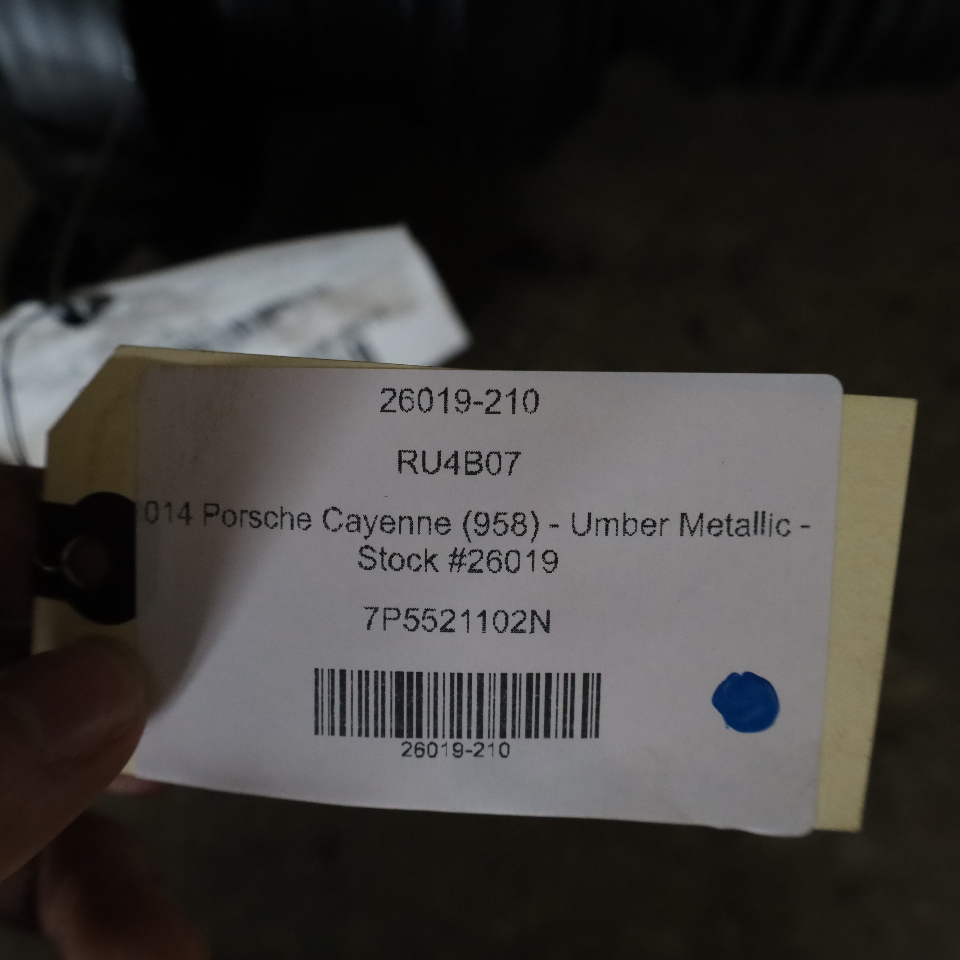 26019-210
RU4B07
014 Porsche Cayenne (958) - Umber Metallic -
Stock #26019
7P5521102N
26019-210